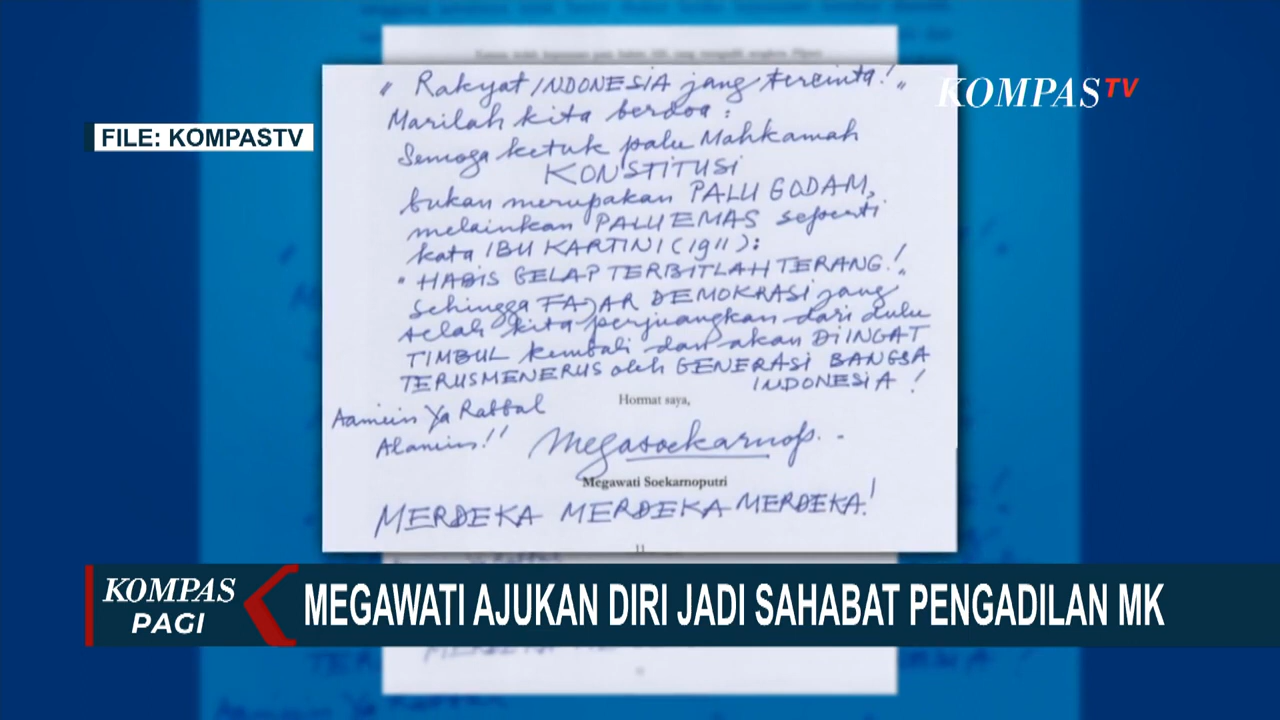 FILE: KOMPASTV
KOMPASTV
" Rakyat INDONESIA jang tercinta! "
Marilah kita berdoa :
Semoga ketuk palu Mahkamah
KONSTITUSI
bukan merupakan PALU GODAM,
melainkan PALU EMAS seperti
kata IBU KARTINI (1911):
" HABIS GELAP TERBITLAH TERANG! "
Sehingga FAJAR DEMOKRASI jang
telah kita perjuangkan dari dulu
TIMBUL kembali dan akan DIINGAT
TERUSMENERUS oleh GENERASI BANGSA
INDONESIA !
Hormat saya,
Aamiin Ya Rabbal
Alamiin!!
Megawati Soekarnoputri
MERDEKA MERDEKA MERDEKA!
11
KOMPAS
PAGI
MEGAWATI AJUKAN DIRI JADI SAHABAT PENGADILAN MK